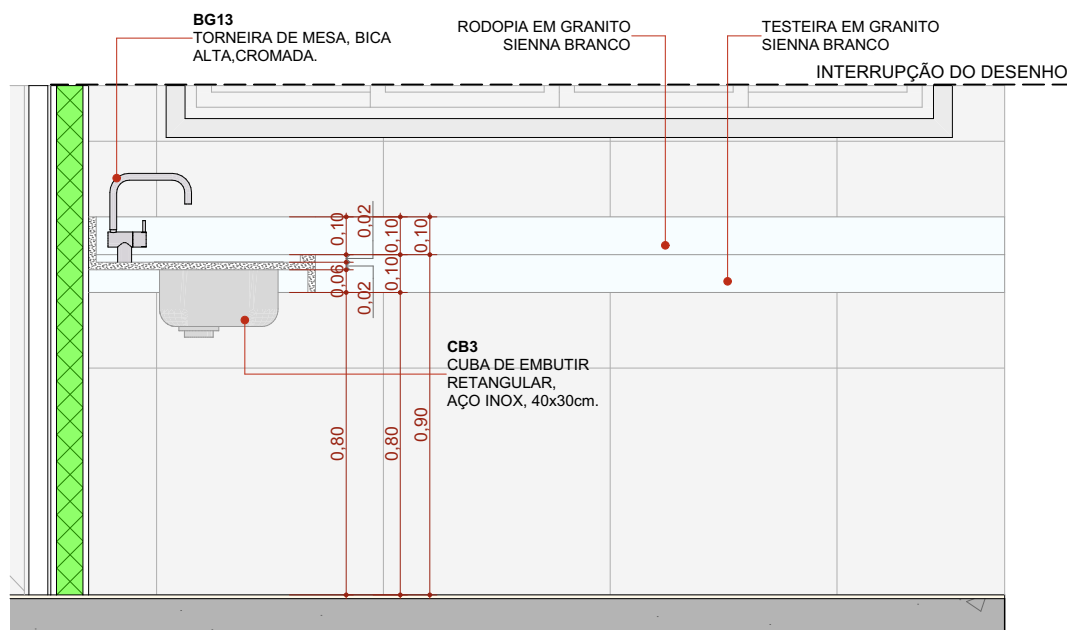 BG13
TORNEIRA DE MESA, BICA
ALTA,CROMADA.
RODOPIA EM GRANITO
SIENNA BRANCO
TESTEIRA EM GRANITO
SIENNA BRANCO
INTERRUPÇÃO DO DESENHO
0,10
0,02
0,10
0,10
0,06
0,02
0,10
CB3
CUBA DE EMBUTIR
RETANGULAR,
AÇO INOX, 40x30cm.
0,80
0,80
0,90